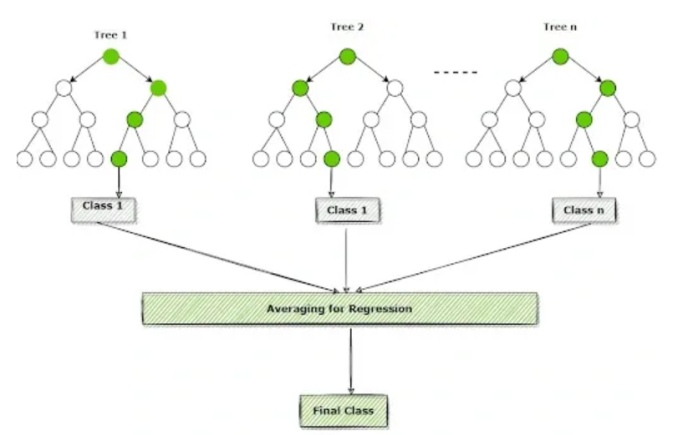 Tree 1
Tree 2
Tree n
Class 1
Class 1
Class n
Averaging for Regression
Final Class